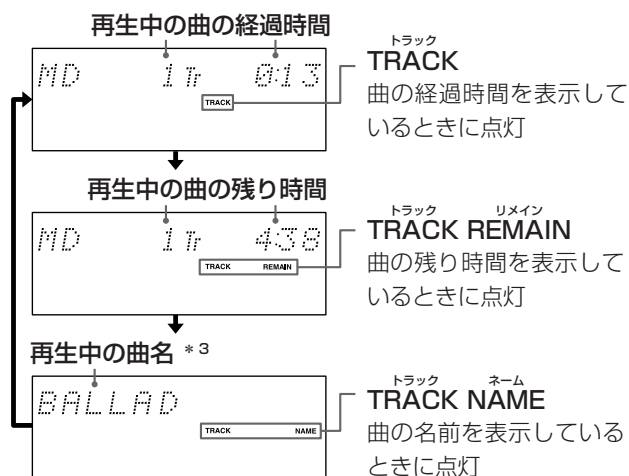 再生中の曲の経過時間
MD 1Tr 0:13
TRACK
トラック
TRACK
曲の経過時間を表示して
いるときに点灯
再生中の曲の残り時間
MD 1Tr 4:38
TRACK REMAIN
トラック リメイン
TRACK REMAIN
曲の残り時間を表示して
いるときに点灯
再生中の曲名 *3
BALLAD
TRACK NAME
トラック ネーム
TRACK NAME
曲の名前を表示している
ときに点灯